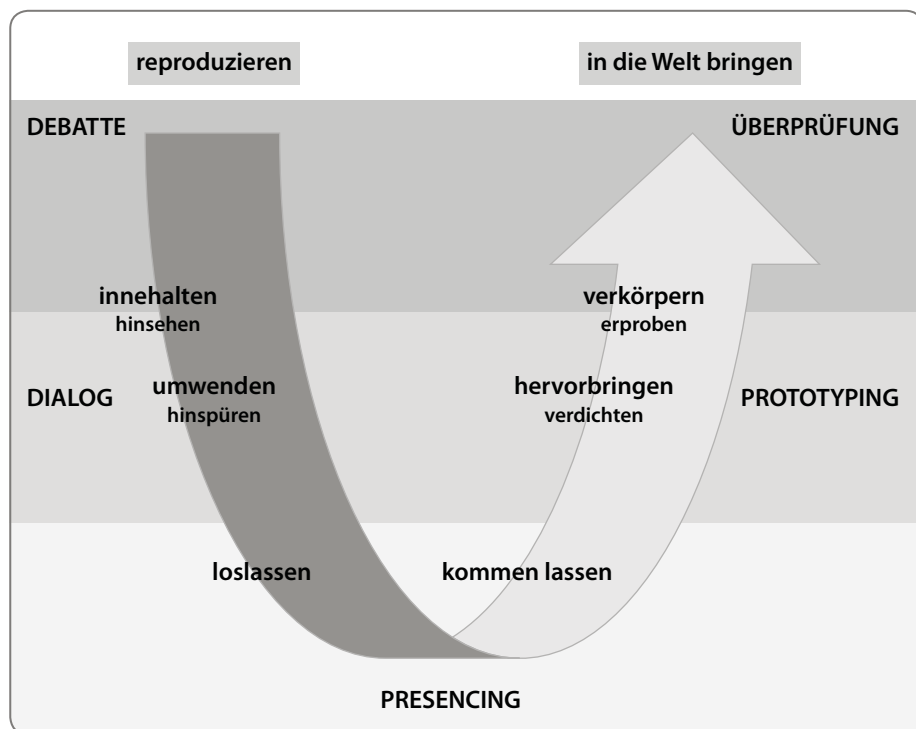 reproduzieren
in die Welt bringen
DEBATTE
ÜBERPRÜFUNG
innehalten
hinsehen
verkörpern
erproben
DIALOG
umwenden
hinspüren
hervorbringen
verdichten
PROTOTYPING
loslassen
kommen lassen
PRESENCING